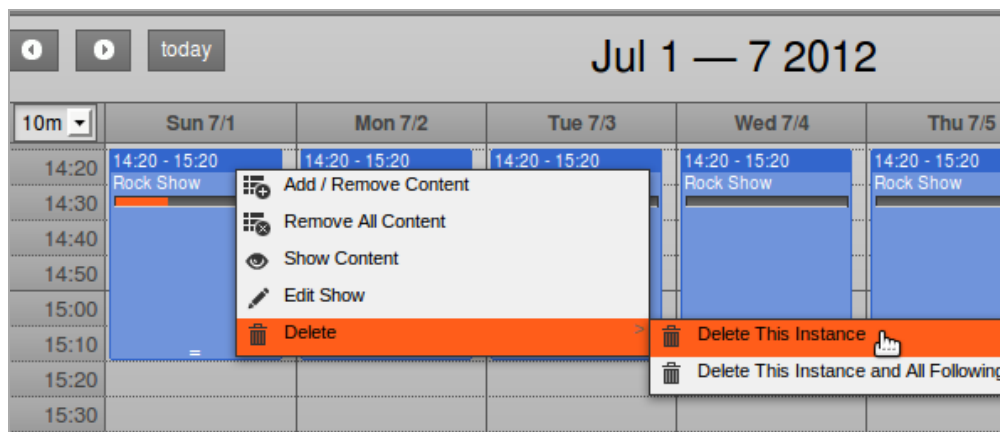 today
Jul 1 — 7 2012
10m Sun 7/1 Mon 7/2 Tue 7/3 Wed 7/4 Thu 7/5
14:20 14:20 - 15:20 14:20 - 15:20 14:20 - 15:20 14:20 - 15:20 14:20 - 15:20
Rock Show Rock Show Rock Show
14:30
14:40
14:50
15:00
15:10
15:20
15:30
Add / Remove Content
Remove All Content
Show Content
Edit Show
Delete >
Delete This Instance
Delete This Instance and All Following